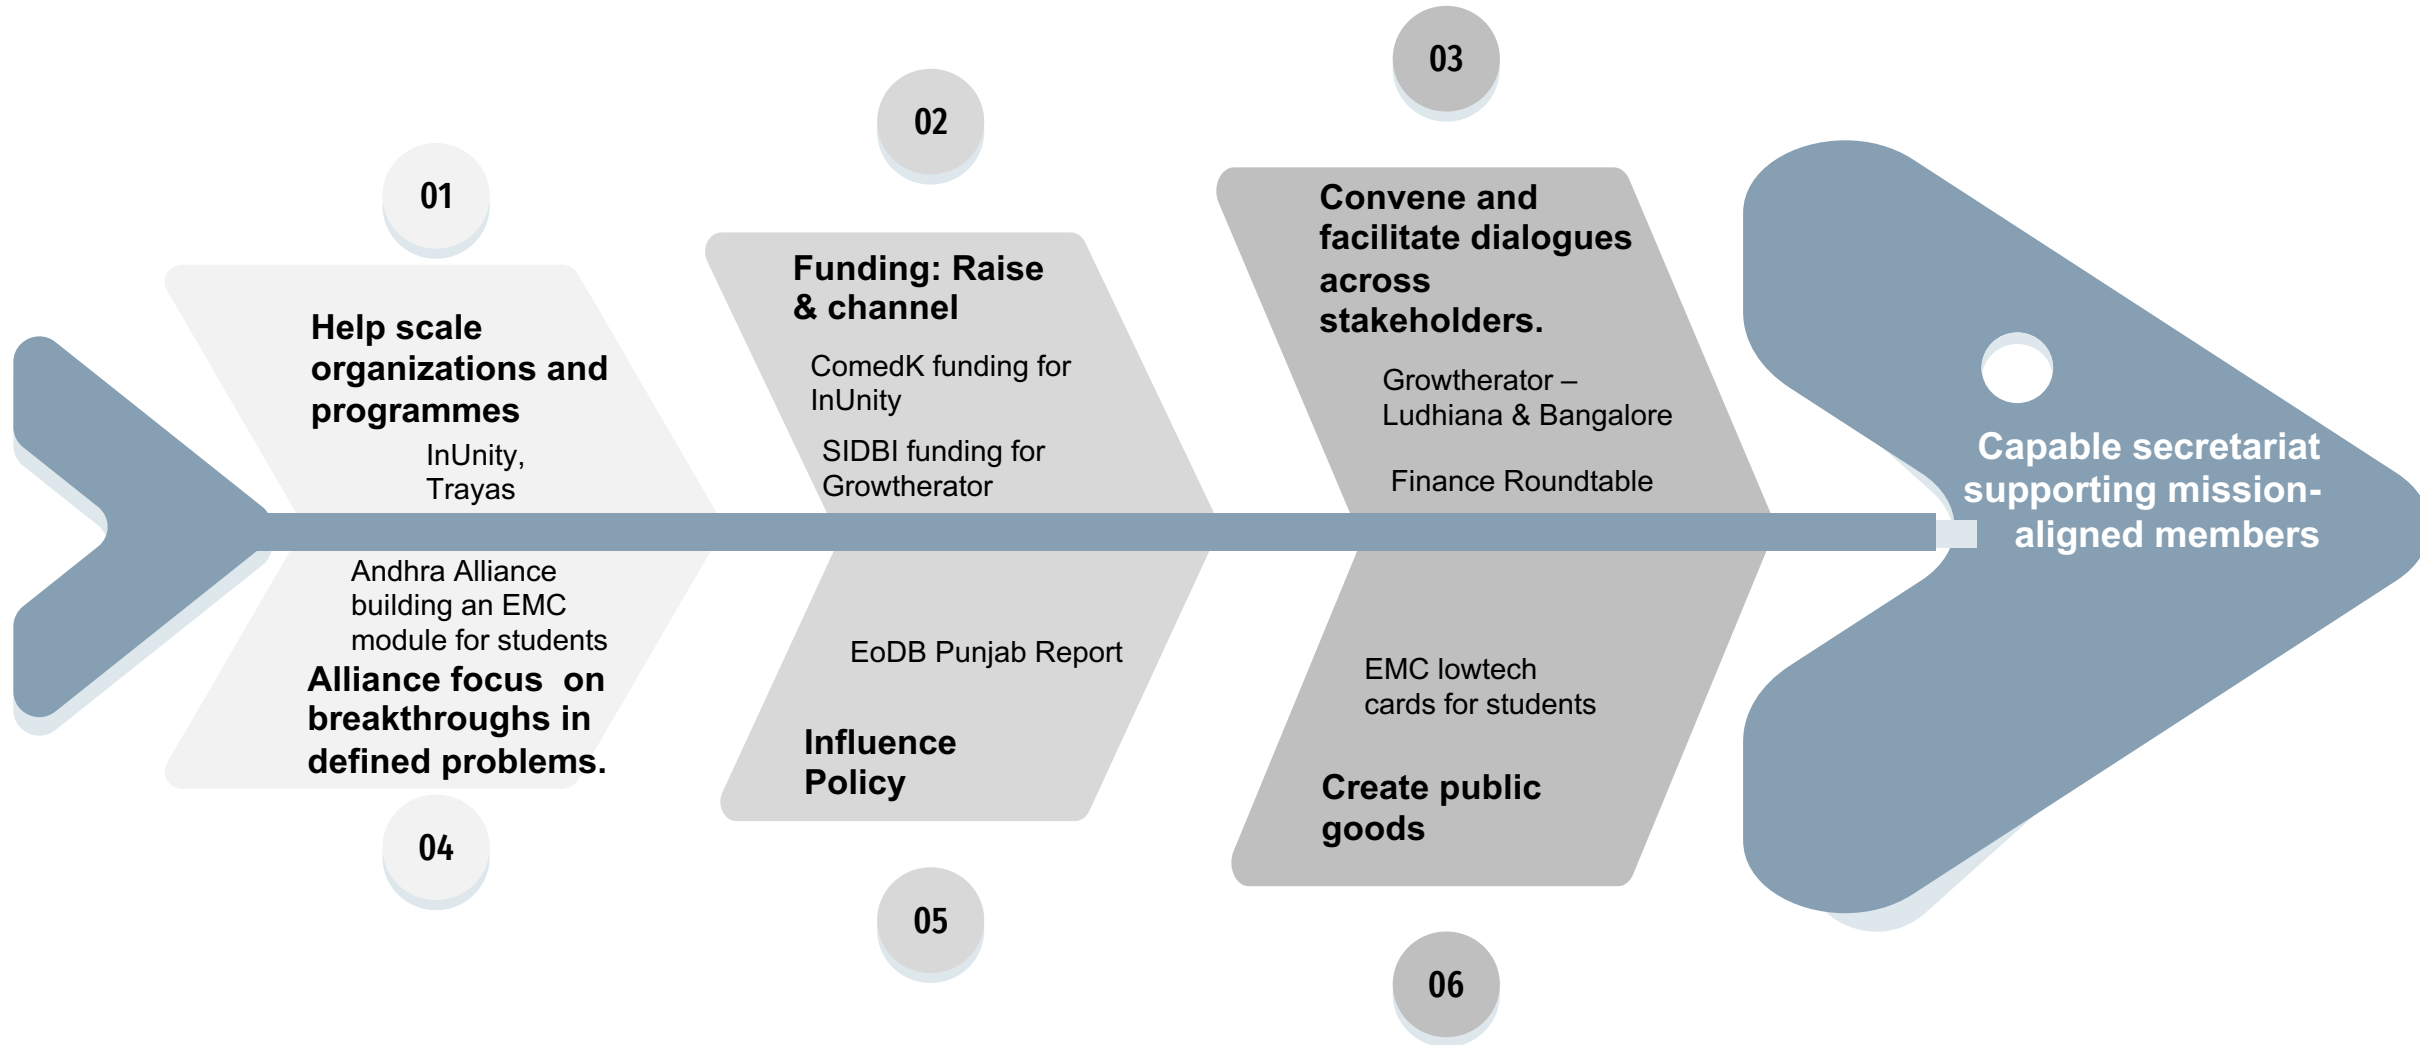 01
Help scale
organizations and
programmes
InUnity,
Trayas
02
Funding: Raise
& channel
ComedK funding for
InUnity
SIDBI funding for
Growtherator
03
Convene and
facilitate dialogues
across
stakeholders.
Growtherator –
Ludhiana & Bangalore
Finance Roundtable
Capable secretariat
supporting mission-
aligned members
Andhra Alliance
building an EMC
module for students
Alliance focus  on
breakthroughs in
defined problems.
04
EoDB Punjab Report
Influence
Policy
05
EMC lowtech
cards for students
Create public
goods
06